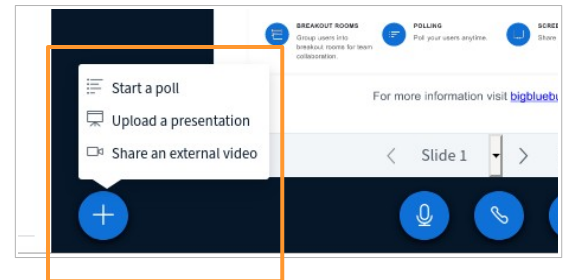 BREAKOUT ROOMS
Group users into
breakout rooms for team
collaboration.
POLLING
Poll your users anytime.
Share
For more information visit
Start a poll
Upload a presentation
Share an external video
Slide 1